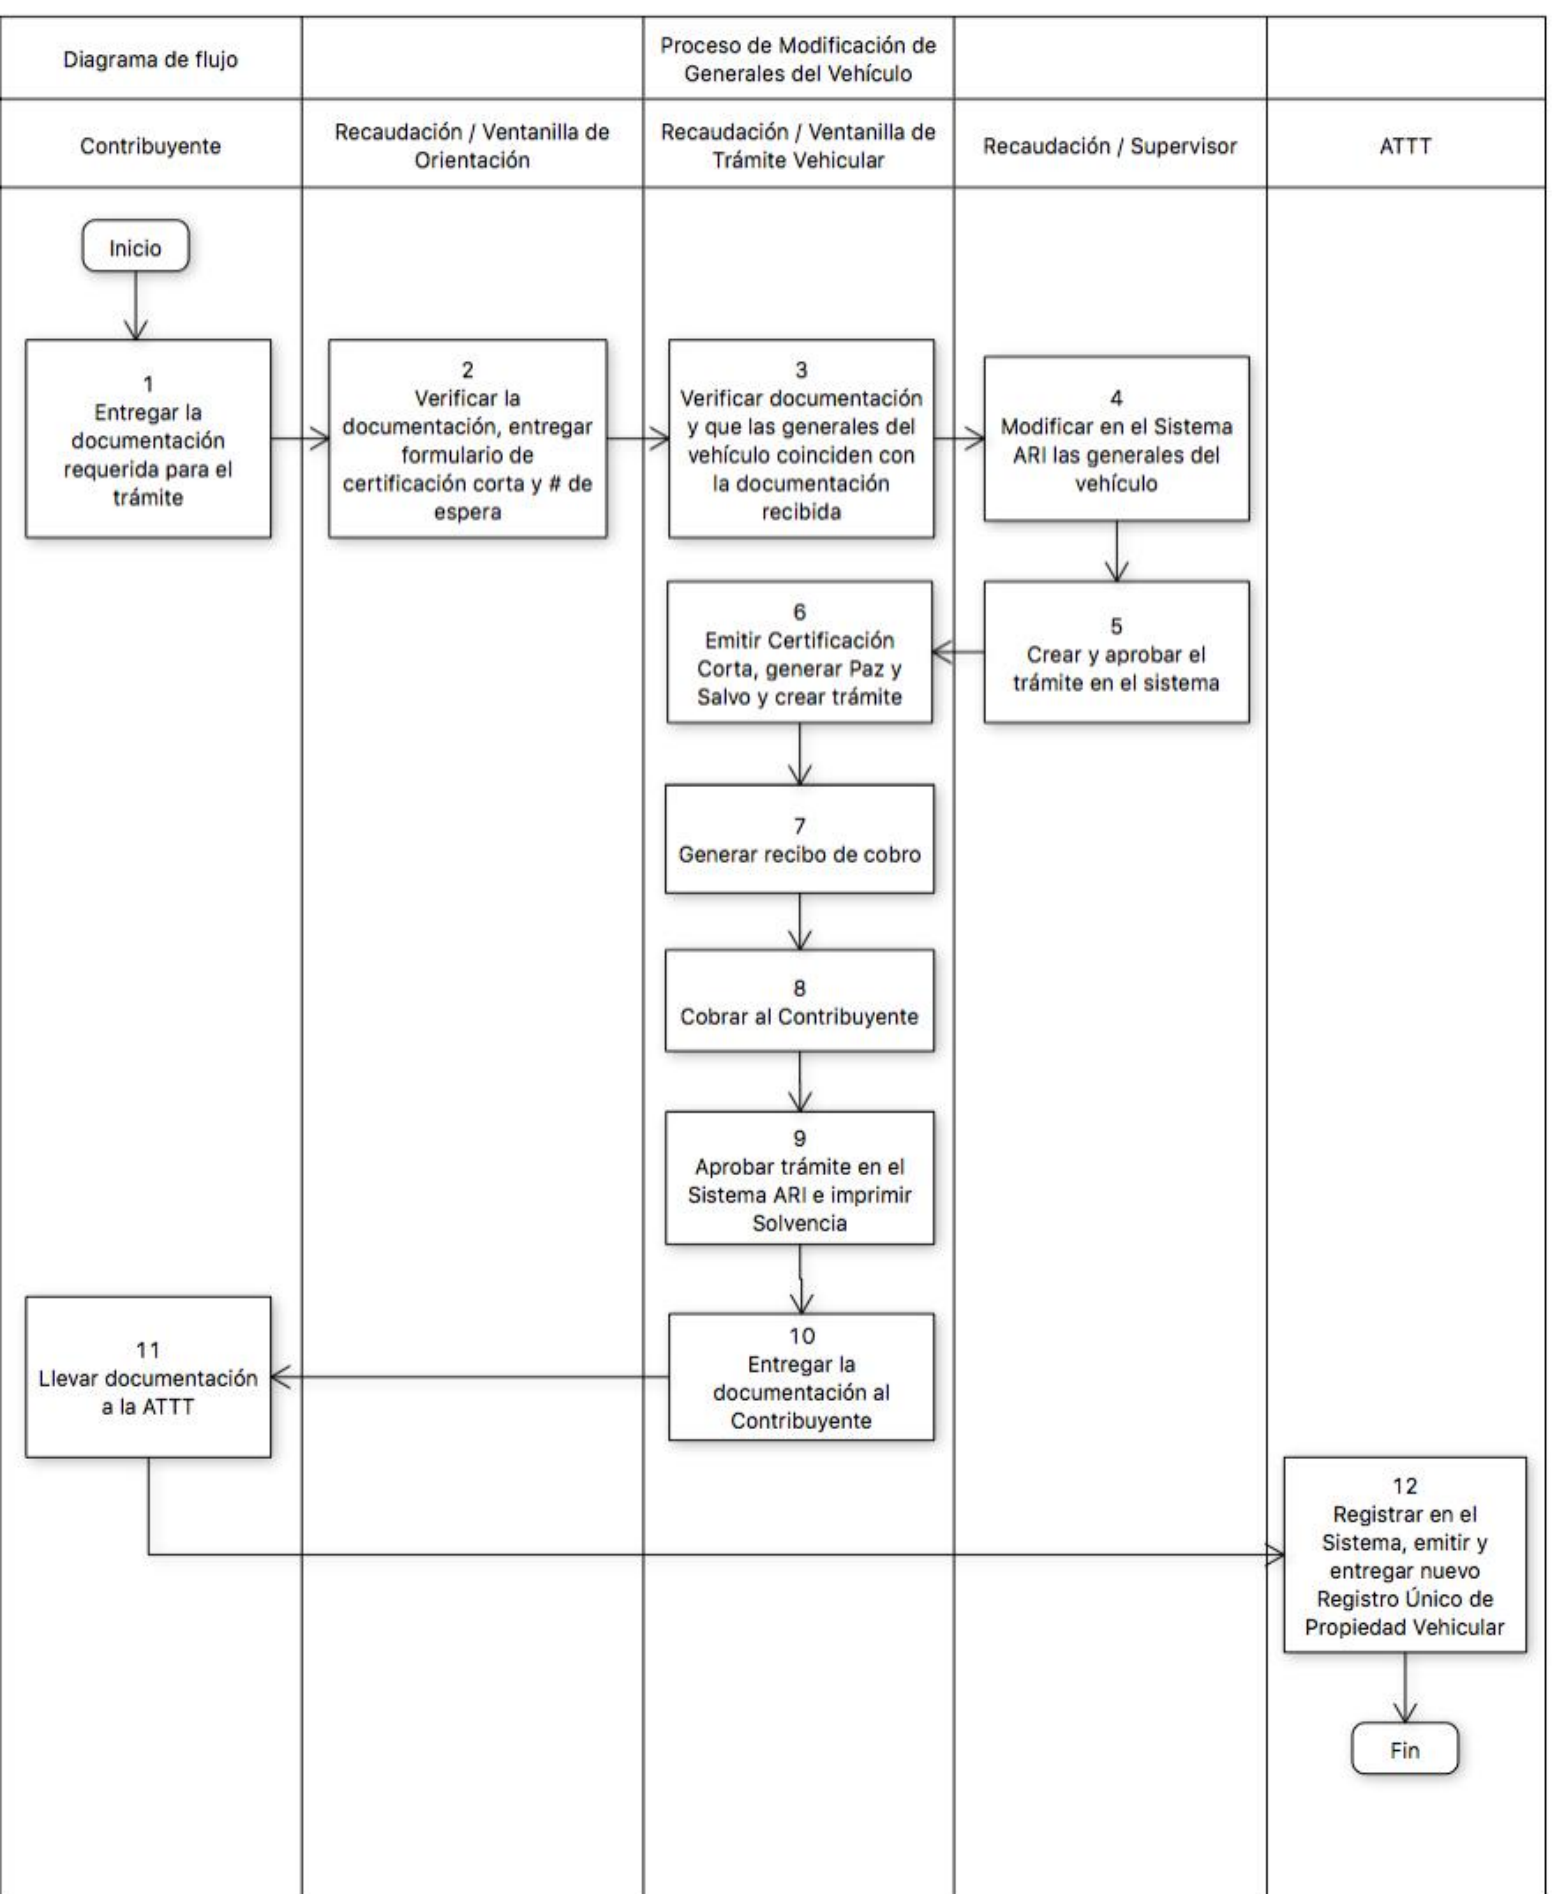 Diagrama de flujo
Proceso de Modificación de
Generales del Vehículo
Contribuyente
Recaudación / Ventanilla de
Orientación
Recaudación / Ventanilla de
Trámite Vehicular
Recaudación / Supervisor
ATTT
Inicio
1
Entregar la
documentación
requerida para el
trámite
2
Verificar la
documentación, entregar
formulario de
certificación corta y # de
espera
3
Verificar documentación
y que las generales del
vehículo coinciden con
la documentación
recibida
4
Modificar en el Sistema
ARI las generales del
vehículo
5
Crear y aprobar el
trámite en el sistema
6
Emitir Certificación
Corta, generar Paz y
Salvo y crear trámite
7
Generar recibo de cobro
8
Cobrar al Contribuyente
9
Aprobar trámite en el
Sistema ARI e imprimir
Solvencia
10
Entregar la
documentación al
Contribuyente
11
Llevar documentación
a la ATTT
12
Registrar en el
Sistema, emitir y
entregar nuevo
Registro Único de
Propiedad Vehicular
Fin